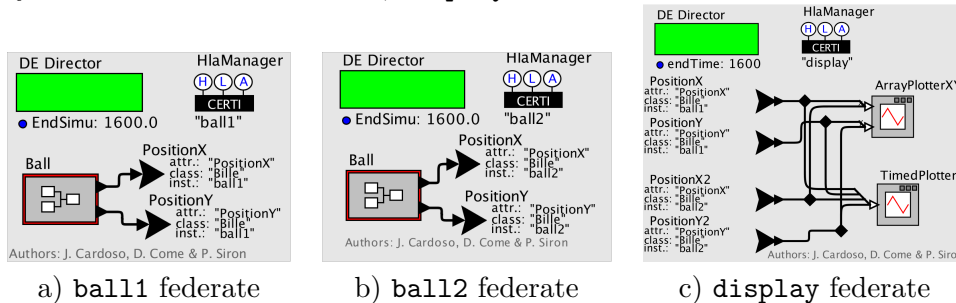 DE Director
HlaManager
H L A
CERTI
"ball1"
EndSimu: 1600.0
Ball
PositionX
attr.: "PositionX"
class: "Bille"
inst.: "ball1"
PositionY
attr.: "PositionY"
class: "Bille"
inst.: "ball1"
Authors: J. Cardoso, D. Come & P. Siron
a) ball1 federate
DE Director
HlaManager
H L A
CERTI
"ball2"
EndSimu: 1600.0
Ball
PositionX
attr.: "PositionX"
class: "Bille"
inst.: "ball2"
PositionY
attr.: "PositionY"
class: "Bille"
inst.: "ball2"
Authors: J. Cardoso, D. Come & P. Siron
b) ball2 federate
DE Director
HlaManager
H L A
CERTI
"display"
endTime: 1600
PositionX
attr.: "PositionX"
class: "Bille"
inst.: "ball1"
PositionY
attr.: "PositionY"
class: "Bille"
inst.: "ball1"
ArrayPlotterXY
PositionX2
attr.: "PositionX"
class: "Bille"
inst.: "ball2"
PositionY2
attr.: "PositionY"
class: "Bille"
inst.: "ball2"
TimedPlotter
Authors: J. Cardoso, D. Come & P. Siron
c) display federate